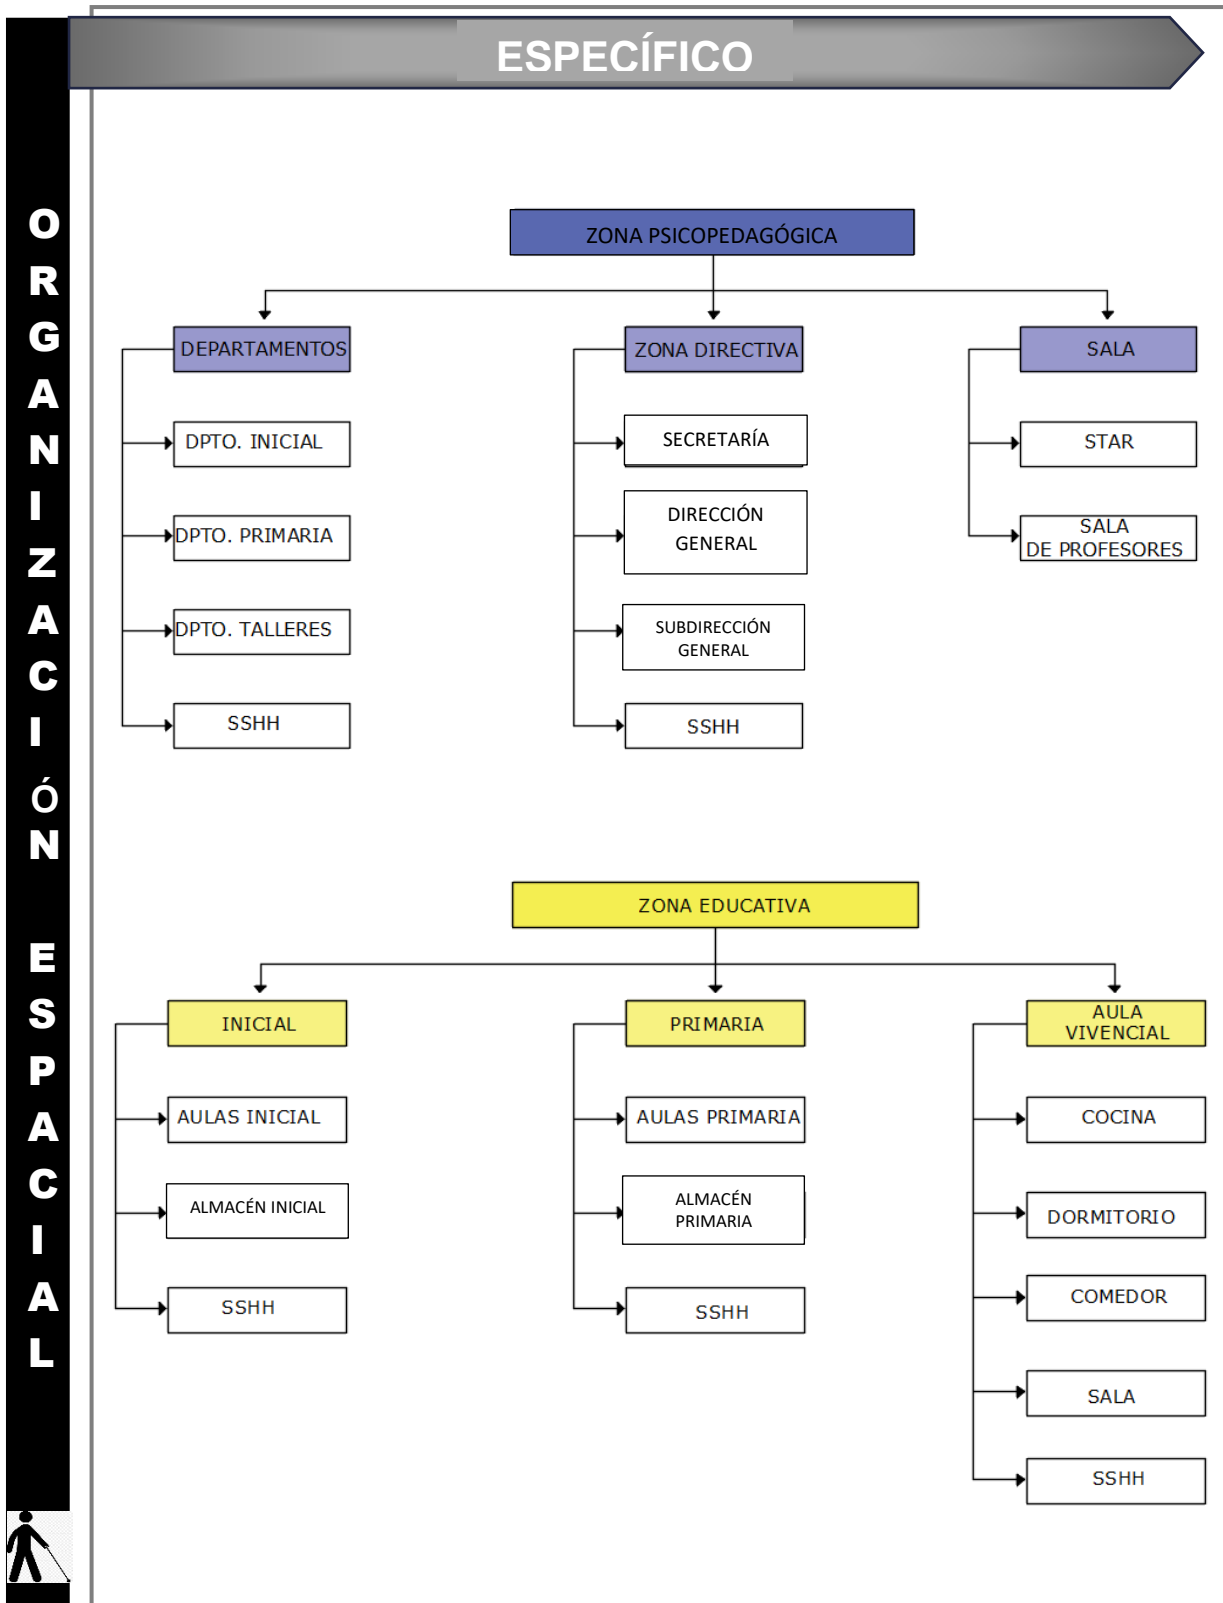 ESPECÍFICO
ORGANIZACIÓN ESPACIAL
ZONA PSICOPEDAGÓGICA
DEPARTAMENTOS
DPTO. INICIAL
DPTO. PRIMARIA
DPTO. TALLERES
SSHH
ZONA DIRECTIVA
SECRETARÍA
DIRECCIÓN
GENERAL
SUBDIRECCIÓN
GENERAL
SSHH
SALA
STAR
SALA
DE PROFESORES
ZONA EDUCATIVA
INICIAL
AULAS INICIAL
ALMACÉN INICIAL
SSHH
PRIMARIA
AULAS PRIMARIA
ALMACÉN
PRIMARIA
SSHH
AULA
VIVENCIAL
COCINA
DORMITORIO
COMEDOR
SALA
SSHH